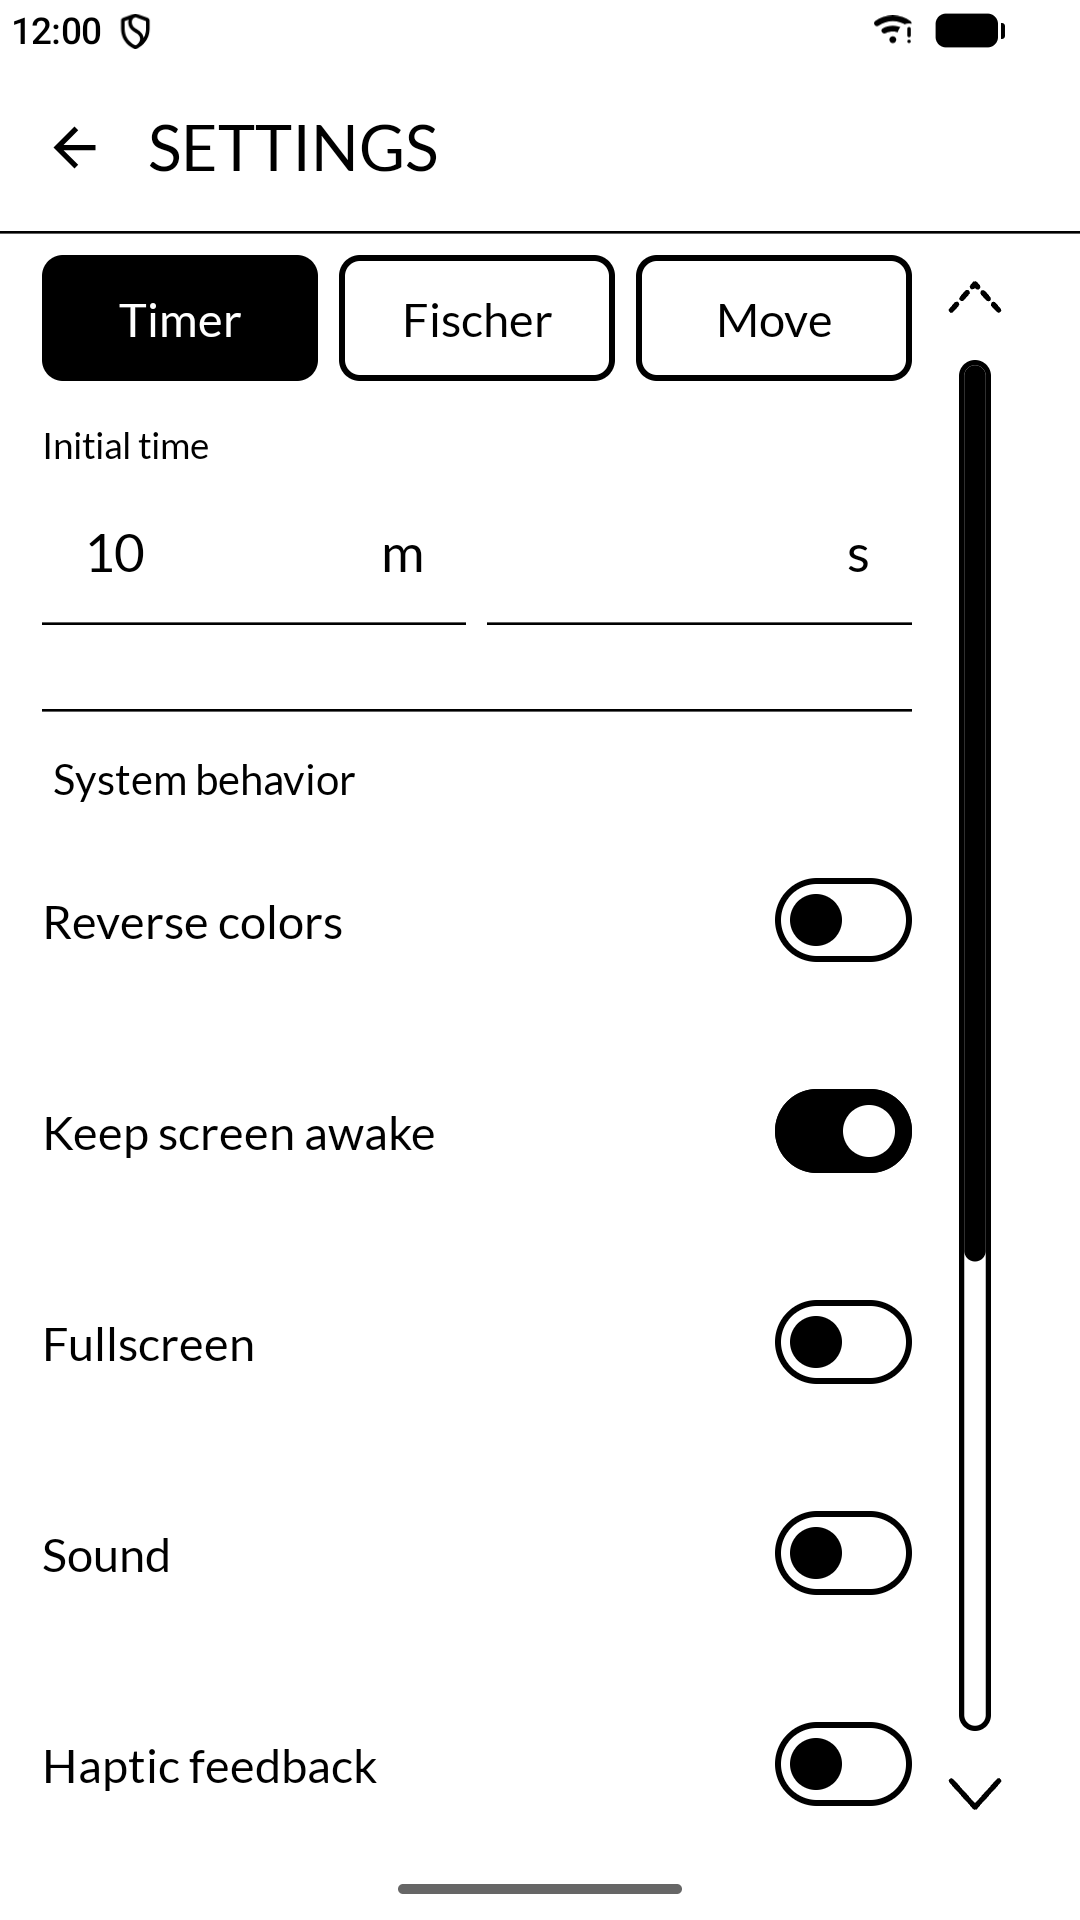 12:00
SETTINGS
Timer Fischer Move
Initial time
10 m s
System behavior
Reverse colors
Keep screen awake
Fullscreen
Sound
Haptic feedback